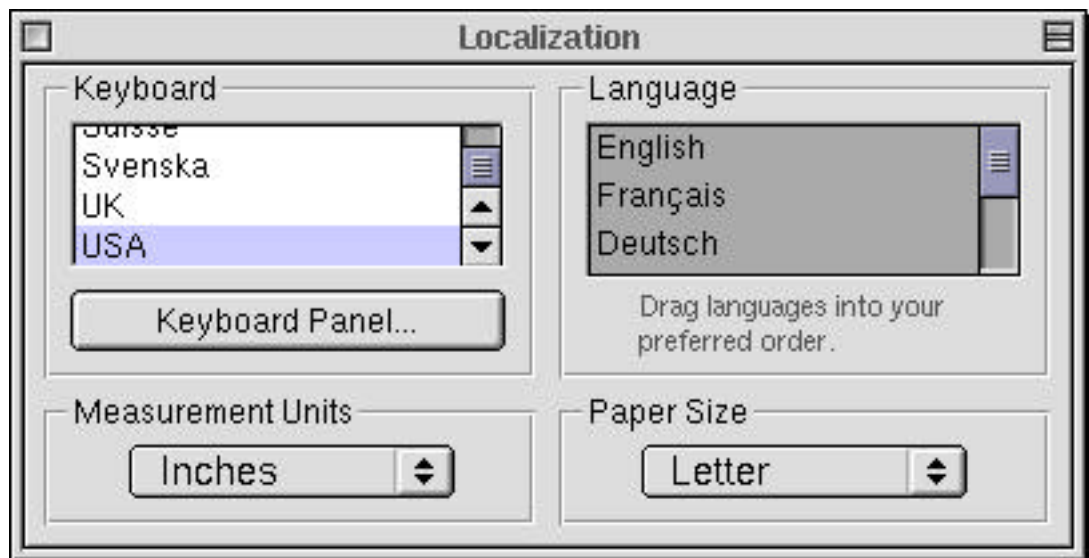 Localization
Keyboard
Suisse
Svenska
UK
USA
Keyboard Panel...
Language
English
Français
Deutsch
Drag languages into your
preferred order.
Measurement Units
Inches
Paper Size
Letter